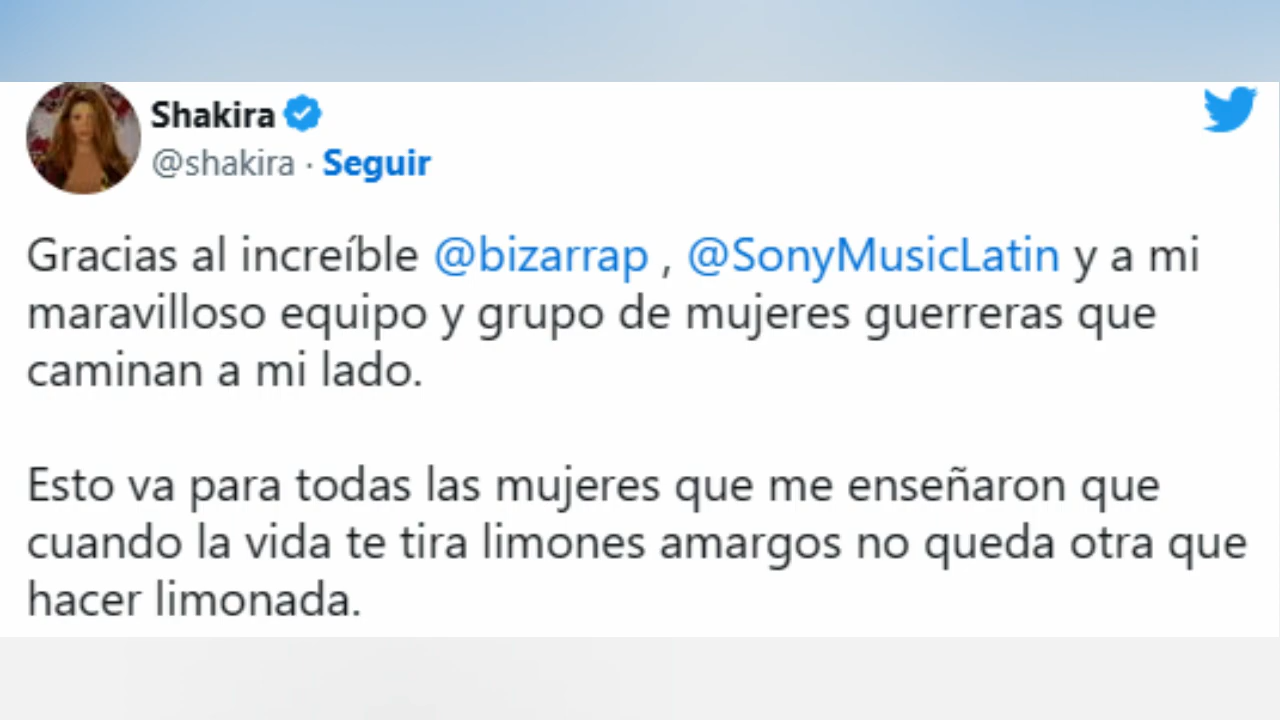 Shakira
@shakira · Seguir
Gracias al increíble @bizarrap , @SonyMusicLatin y a mi
maravilloso equipo y grupo de mujeres guerreras que
caminan a mi lado.
Esto va para todas las mujeres que me enseñaron que
cuando la vida te tira limones amargos no queda otra que
hacer limonada.